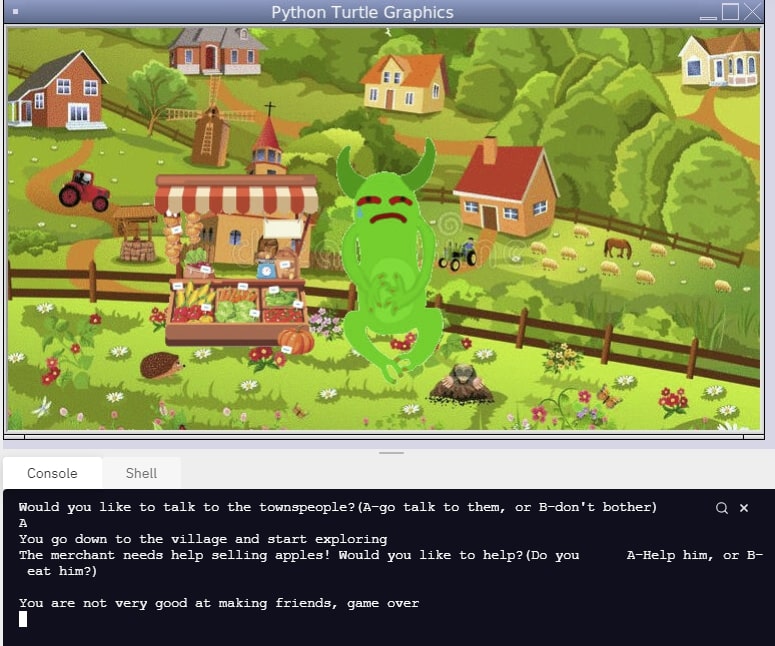 Python Turtle Graphics
Console Shell
Would you like to talk to the townspeople?(A-go talk to them, or B-don't bother)
A
You go down to the village and start exploring
The merchant needs help selling apples! Would you like to help?(Do you      A-Help him, or B-
 eat him?)
You are not very good at making friends, game over